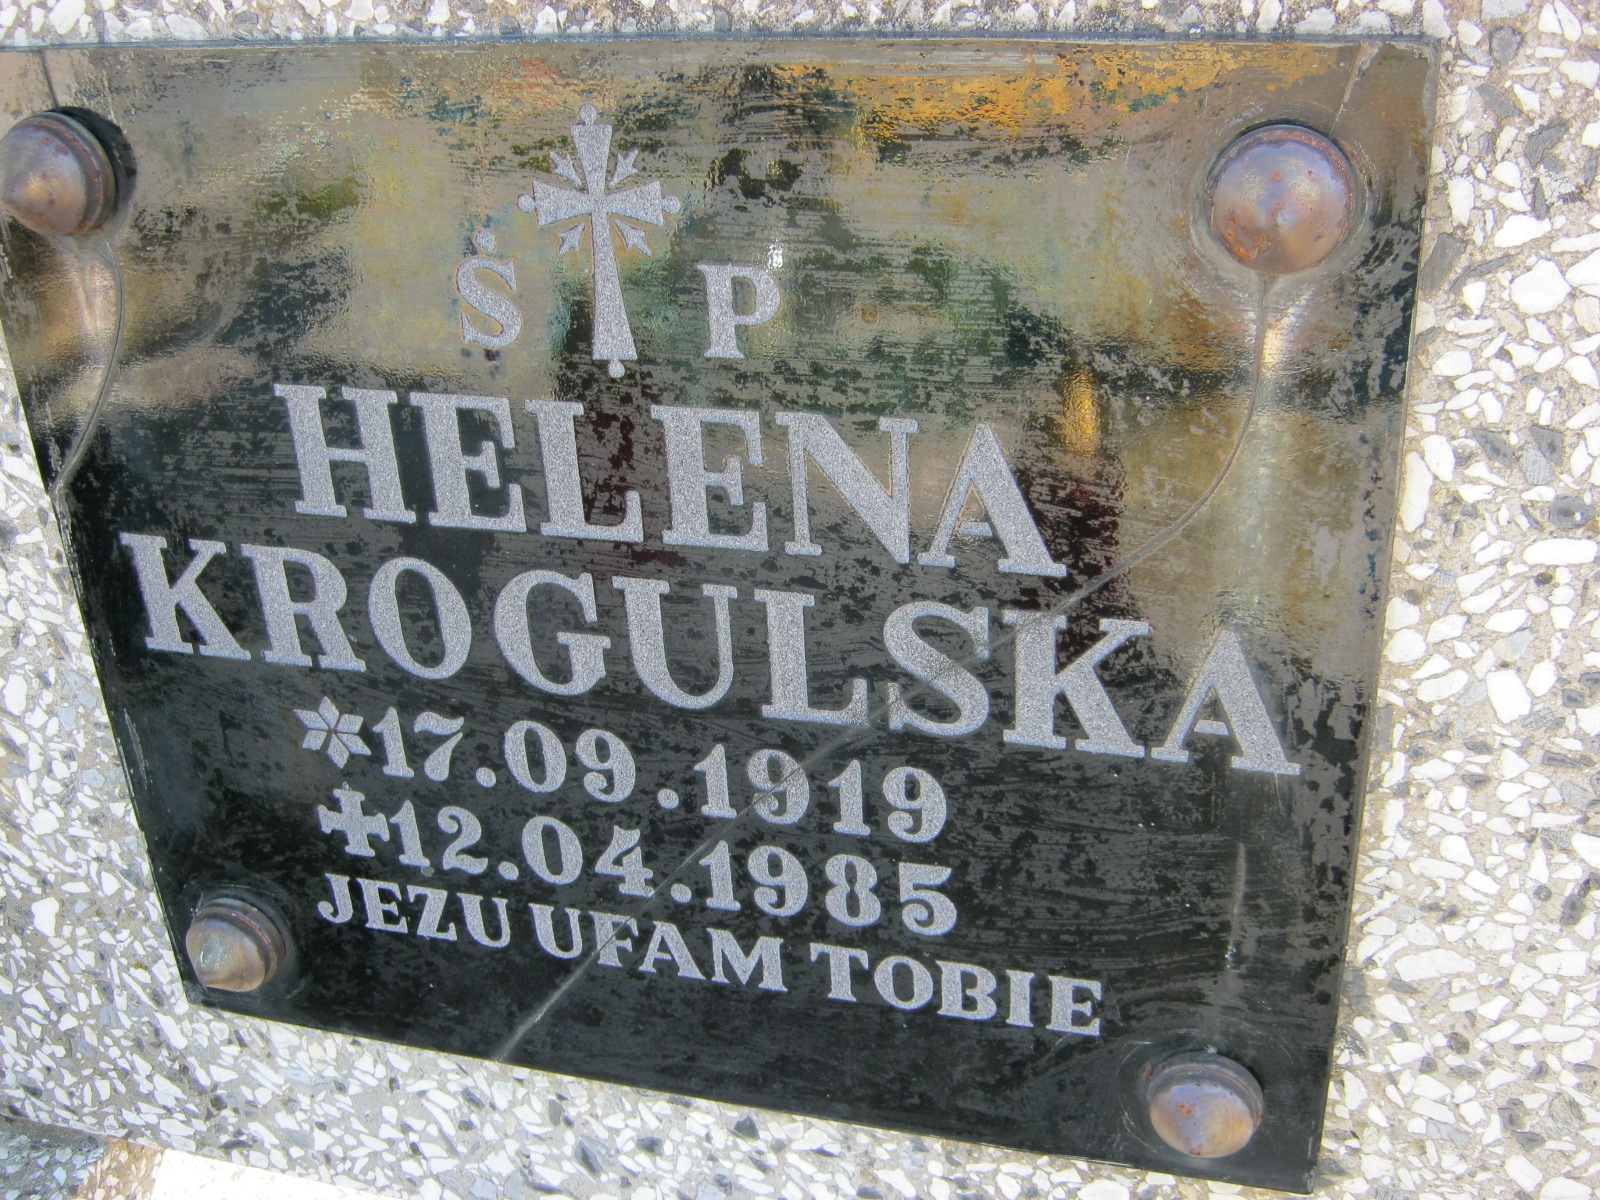 Ś P
HELENA
KROGULSKA
17.09.1919
12.04.1985
JEZU UFAM TOBIE